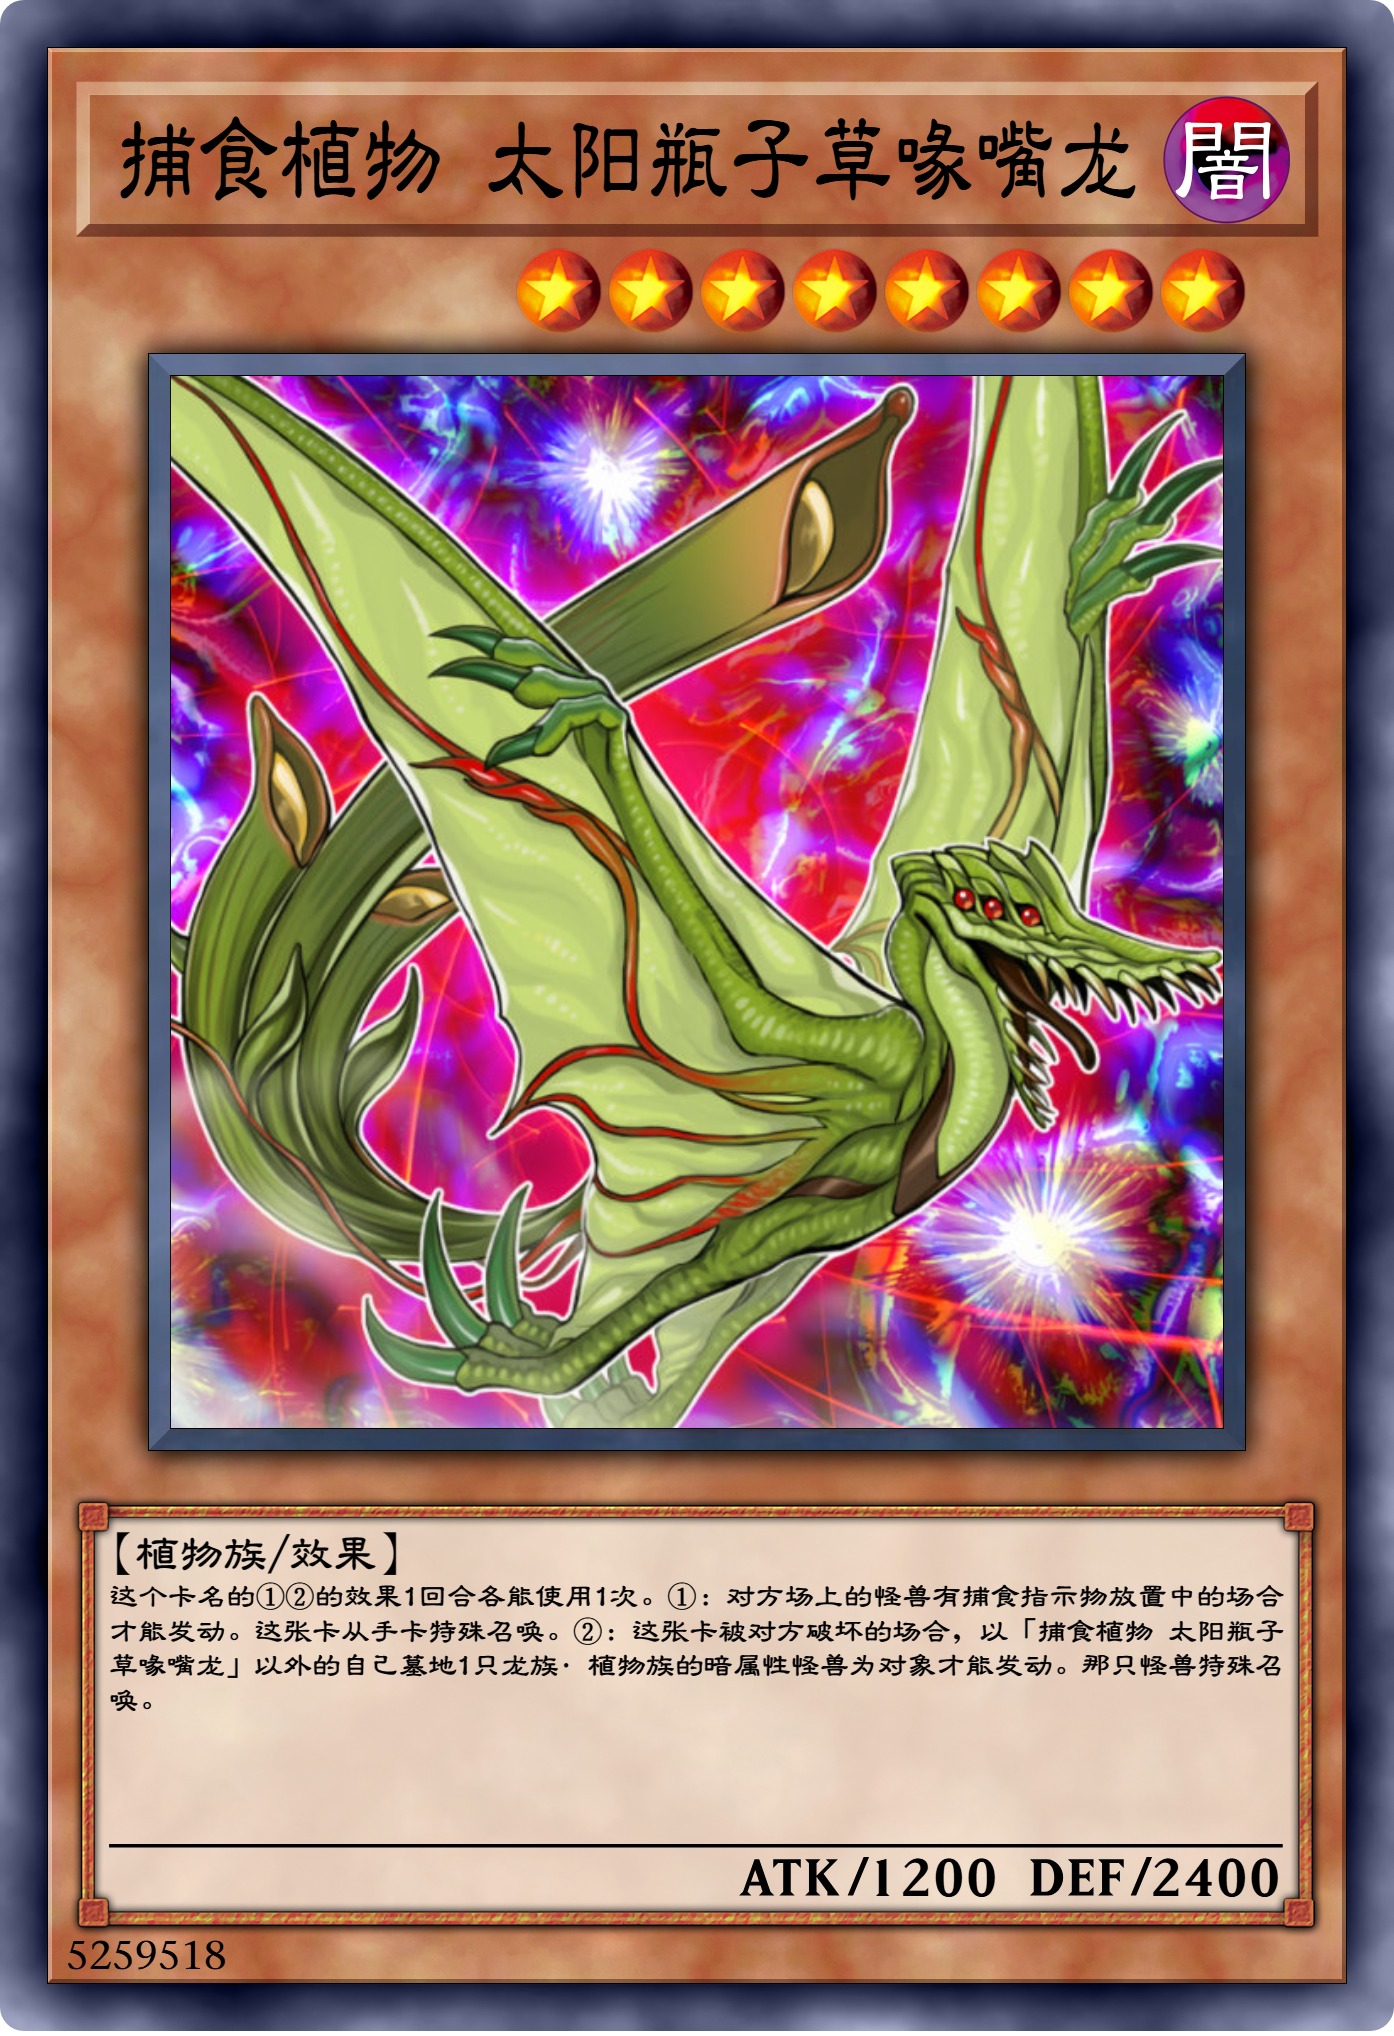 捕食植物 太阳瓶子草喙嘴龙 闇
【植物族/效果】
这个卡名的①②的效果1回合各能使用1次。①：对方场上的怪兽有捕食指示物放置中的场合
才能发动。这张卡从手卡特殊召唤。②：这张卡被对方破坏的场合，以「捕食植物 太阳瓶子
草喙嘴龙」以外的自己墓地1只龙族·植物族的暗属性怪兽为对象才能发动。那只怪兽特殊召
唤。
ATK/1200 DEF/2400
5259518